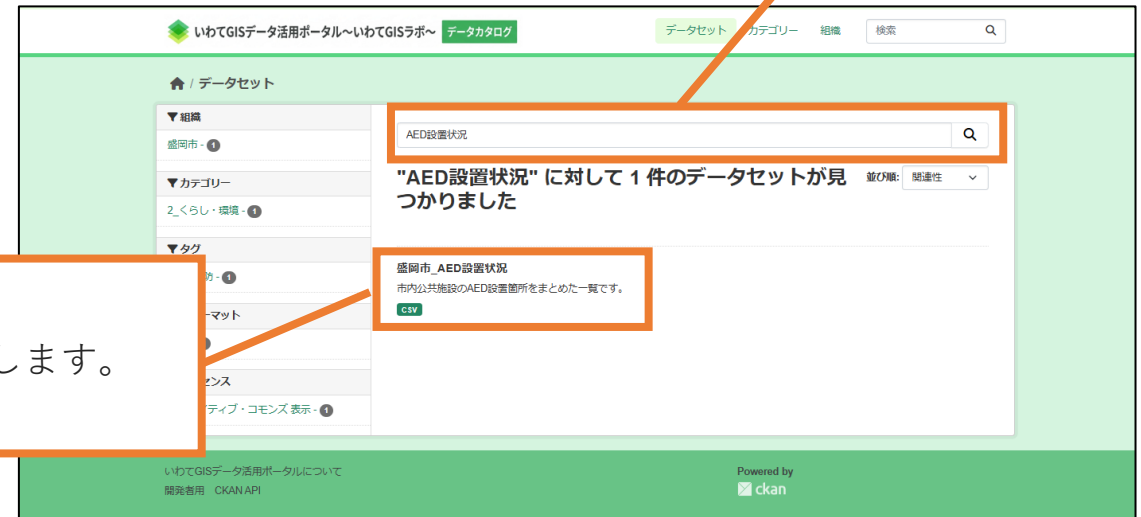 いわてGISデータ活用ポータル～いわてGISラボ～ データカタログ
データセット カテゴリー 組織 検索
/ データセット
▼組織
盛岡市 - 1
▼カテゴリー
2_くらし・環境 - 1
▼タグ
防 - 1
ーマット
センス
ティブ・コモンズ 表示 - 1
します。
AED設置状況
"AED設置状況" に対して 1 件のデータセットが見
つかりました
並び順: 関連性
盛岡市_AED設置状況
市内公共施設のAED設置箇所をまとめた一覧です。
CSV
いわてGISデータ活用ポータルについて
開発者用 CKAN API
Powered by
ckan